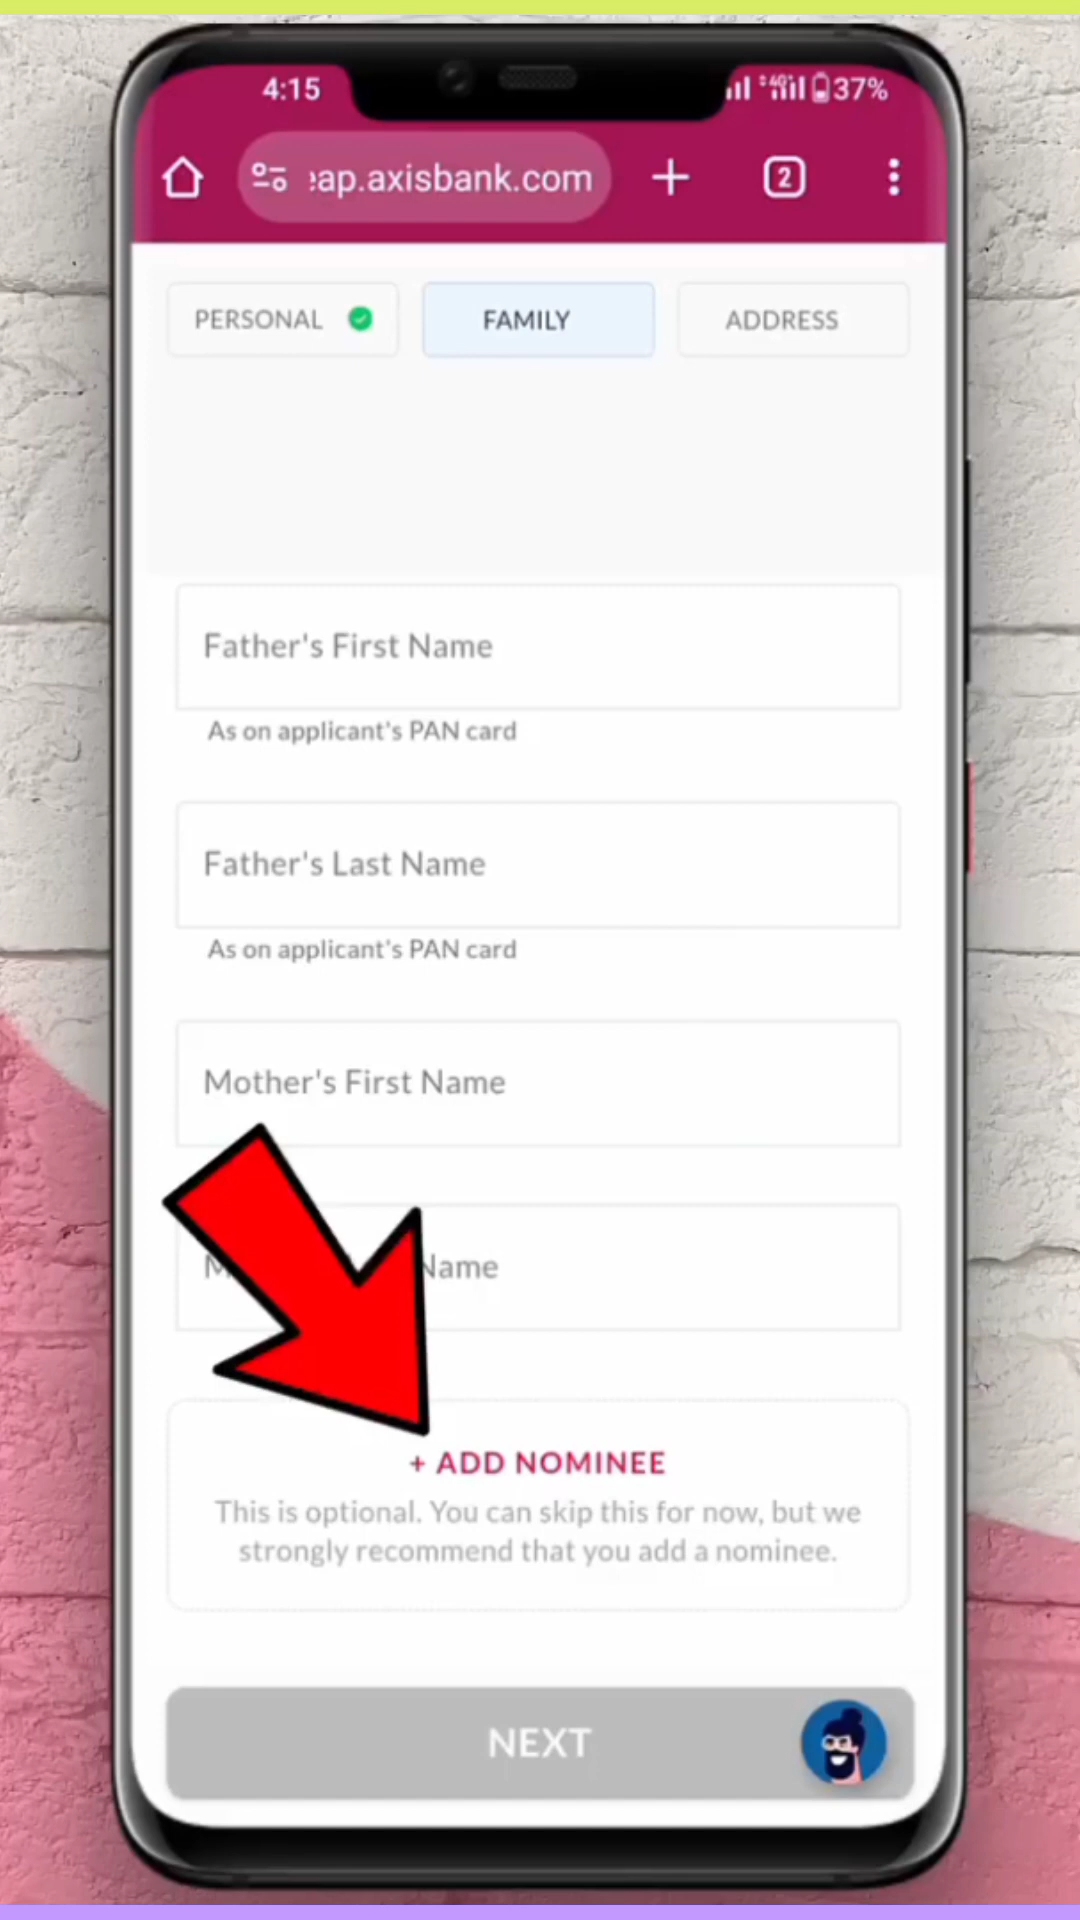 4:15
4G
37%
eap.axisbank.com
2
PERSONAL
FAMILY
ADDRESS
Father's First Name
As on applicant's PAN card
Father's Last Name
As on applicant's PAN card
Mother's First Name
Name
+ ADD NOMINEE
This is optional. You can skip this for now, but we
strongly recommend that you add a nominee.
NEXT